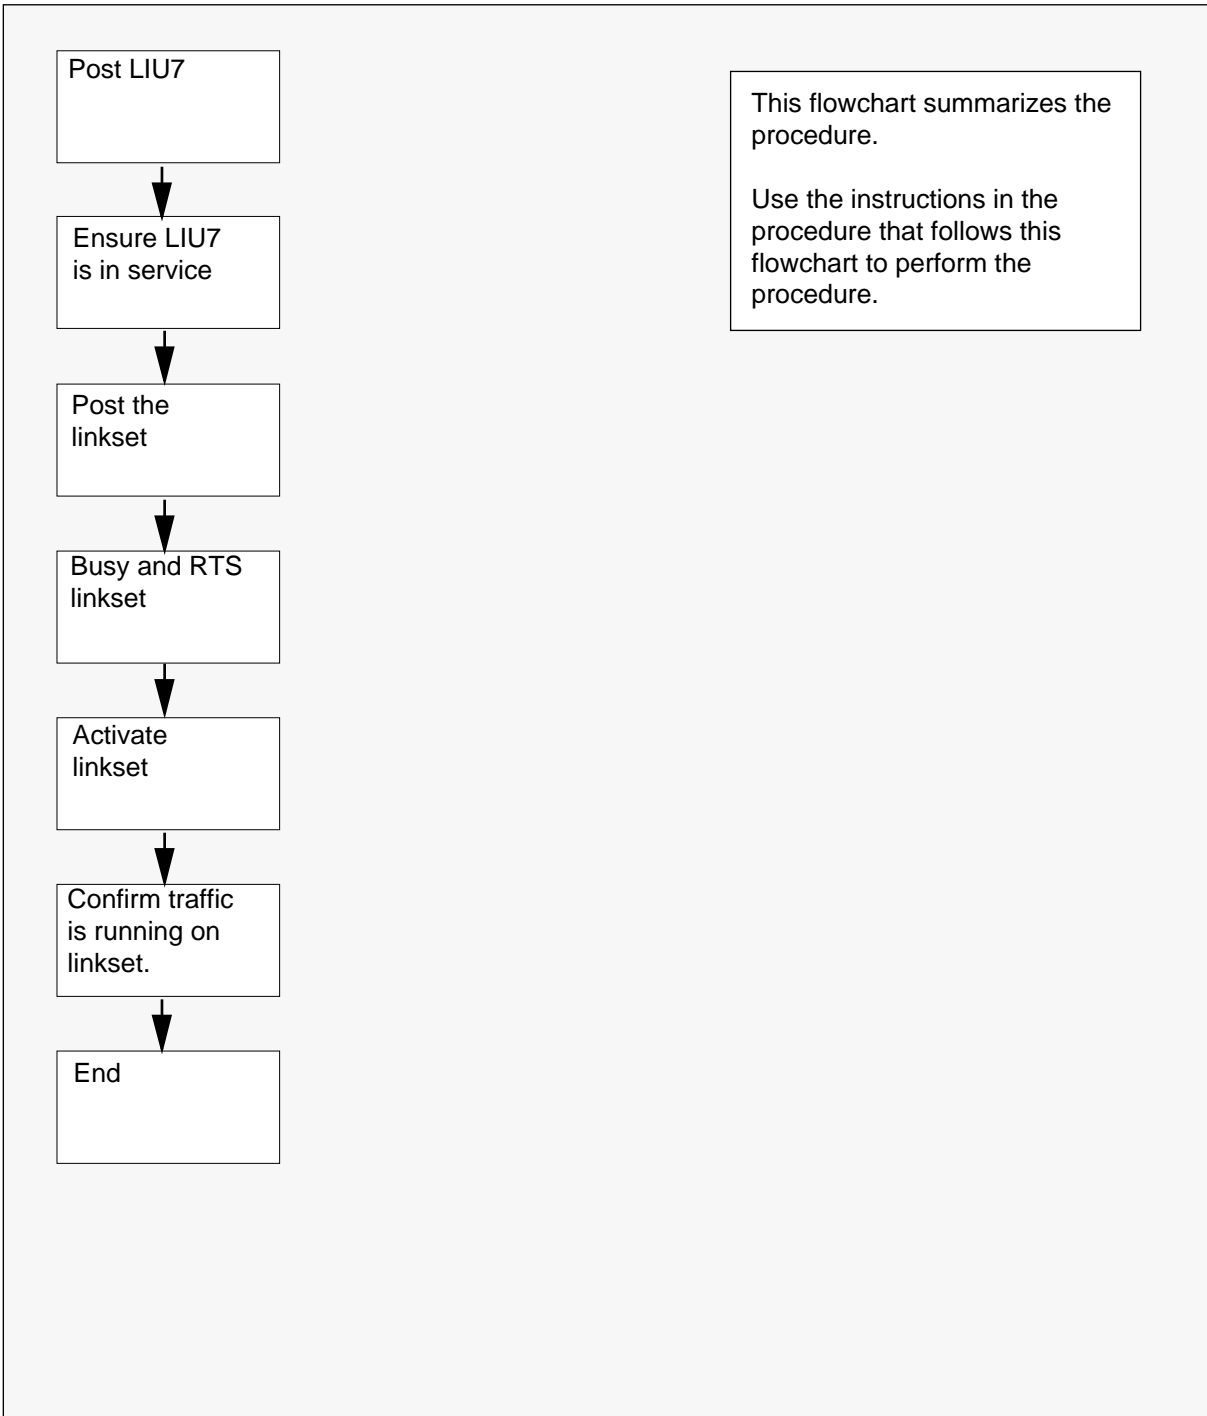 Post LIU7
This flowchart summarizes the
procedure.
Use the instructions in the
procedure that follows this
flowchart to perform the
procedure.
Ensure LIU7
is in service
Post the
linkset
Busy and RTS
linkset
Activate
linkset
Confirm traffic
is running on
linkset.
End